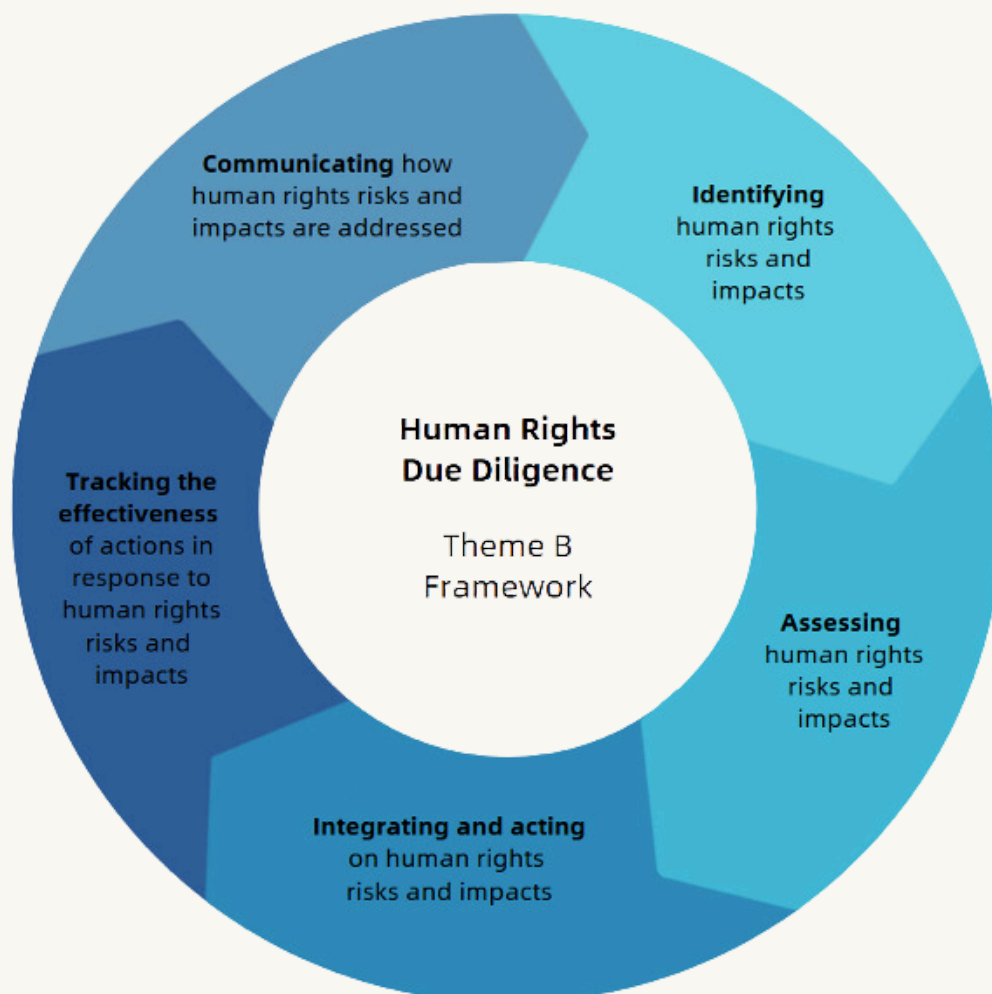 Communicating how
human rights risks and
impacts are addressed
Identifying
human rights
risks and
impacts
Human Rights
Due Diligence
Theme B
Framework
Tracking the
effectiveness
of actions in
response to
human rights
risks and
impacts
Assessing
human rights
risks and
impacts
Integrating and acting
on human rights
risks and impacts